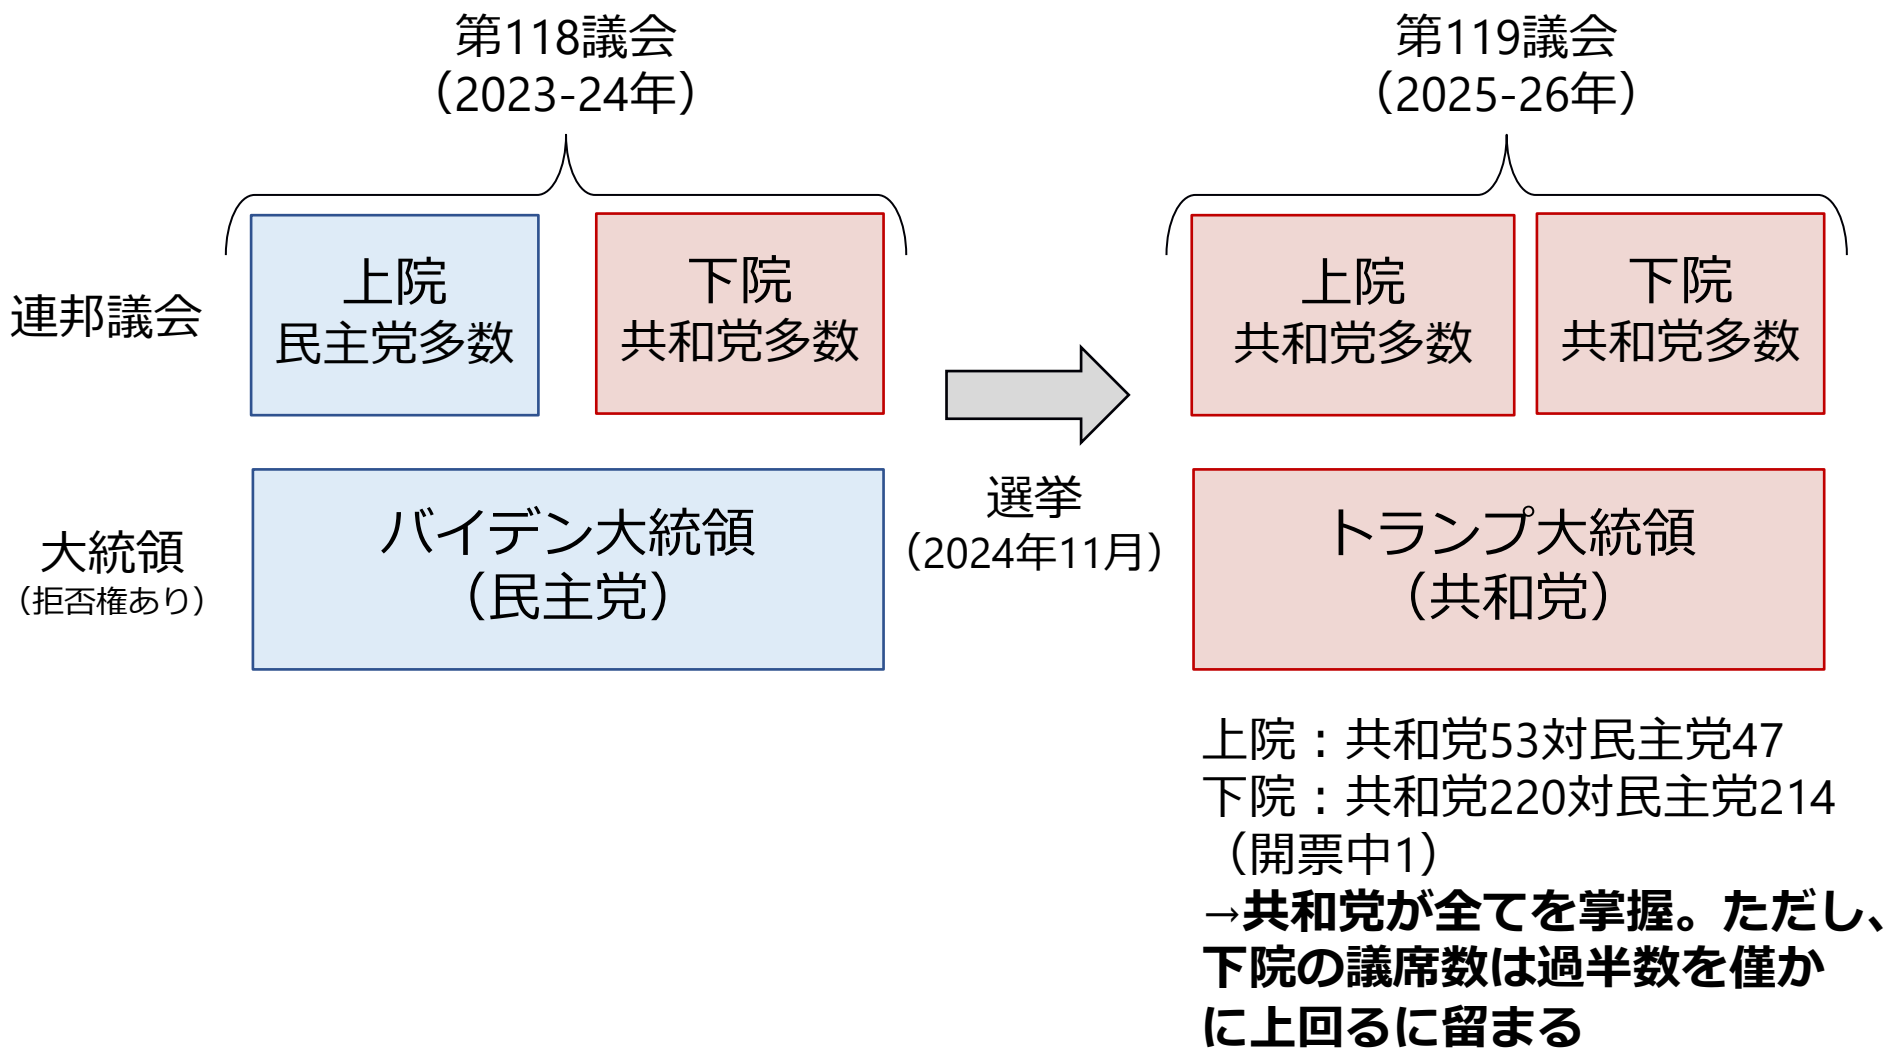 第118議会
（2023-24年）
第119議会
（2025-26年）
連邦議会
上院
民主党多数
下院
共和党多数
上院
共和党多数
下院
共和党多数
大統領
（拒否権あり）
バイデン大統領
（民主党）
選挙
（2024年11月）
トランプ大統領
（共和党）
上院：共和党53対民主党47
下院：共和党220対民主党214
（開票中1）
→共和党が全てを掌握。ただし、
下院の議席数は過半数を僅か
に上回るに留まる